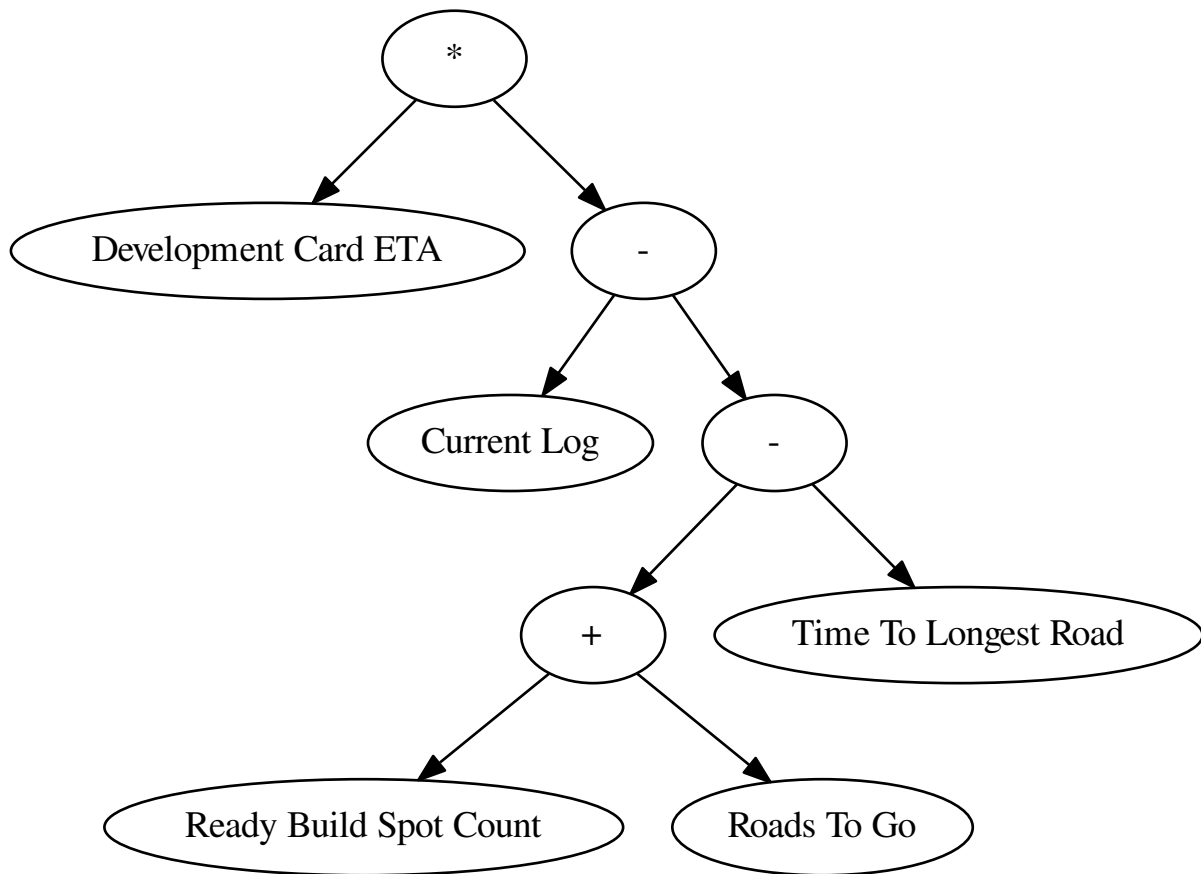 *
Development Card ETA
-
Current Log
-
+
Time To Longest Road
Ready Build Spot Count
Roads To Go